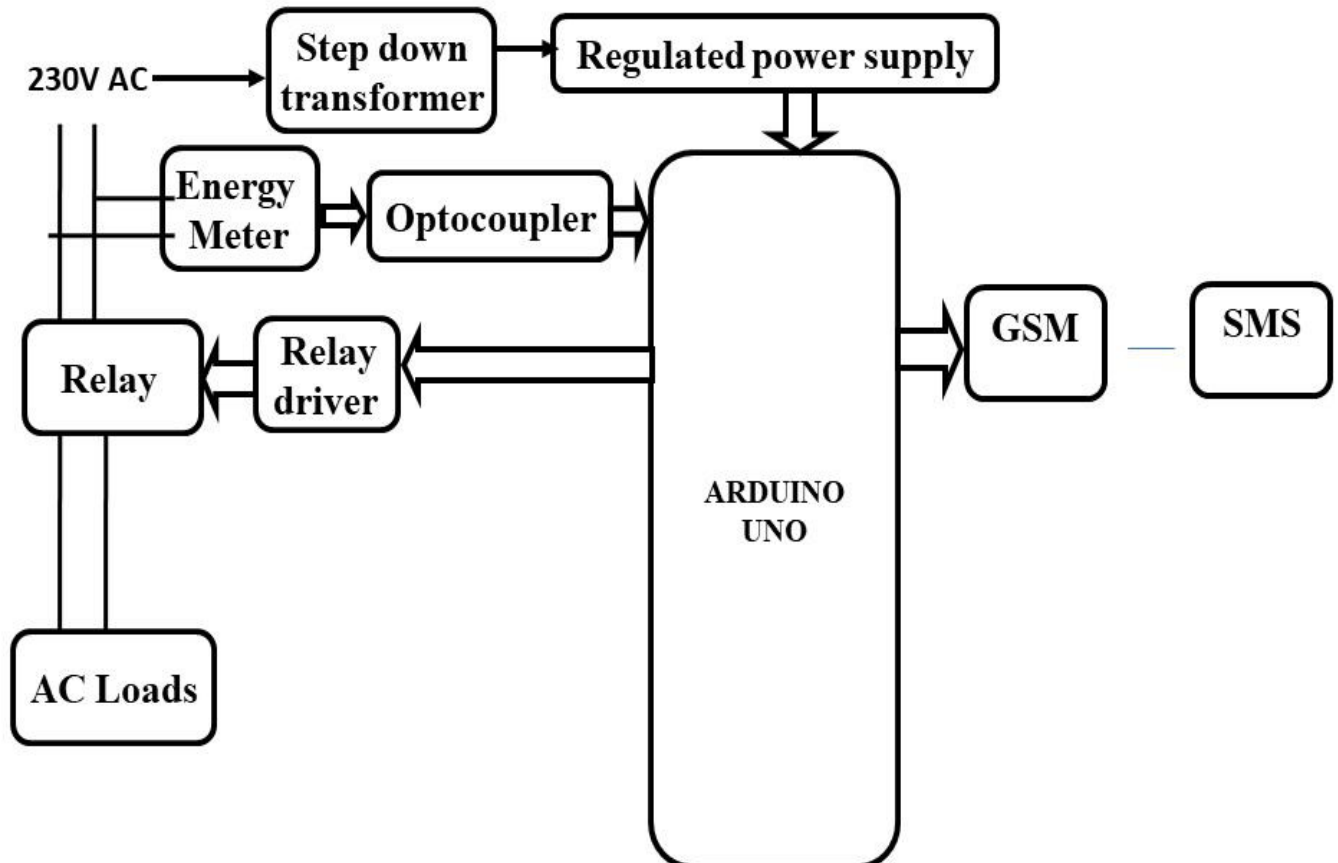 Step down
transformer
Regulated power supply
230V AC
Energy
Meter
Optocoupler
Relay
Relay
driver
GSM
SMS
ARDUINO
UNO
AC Loads